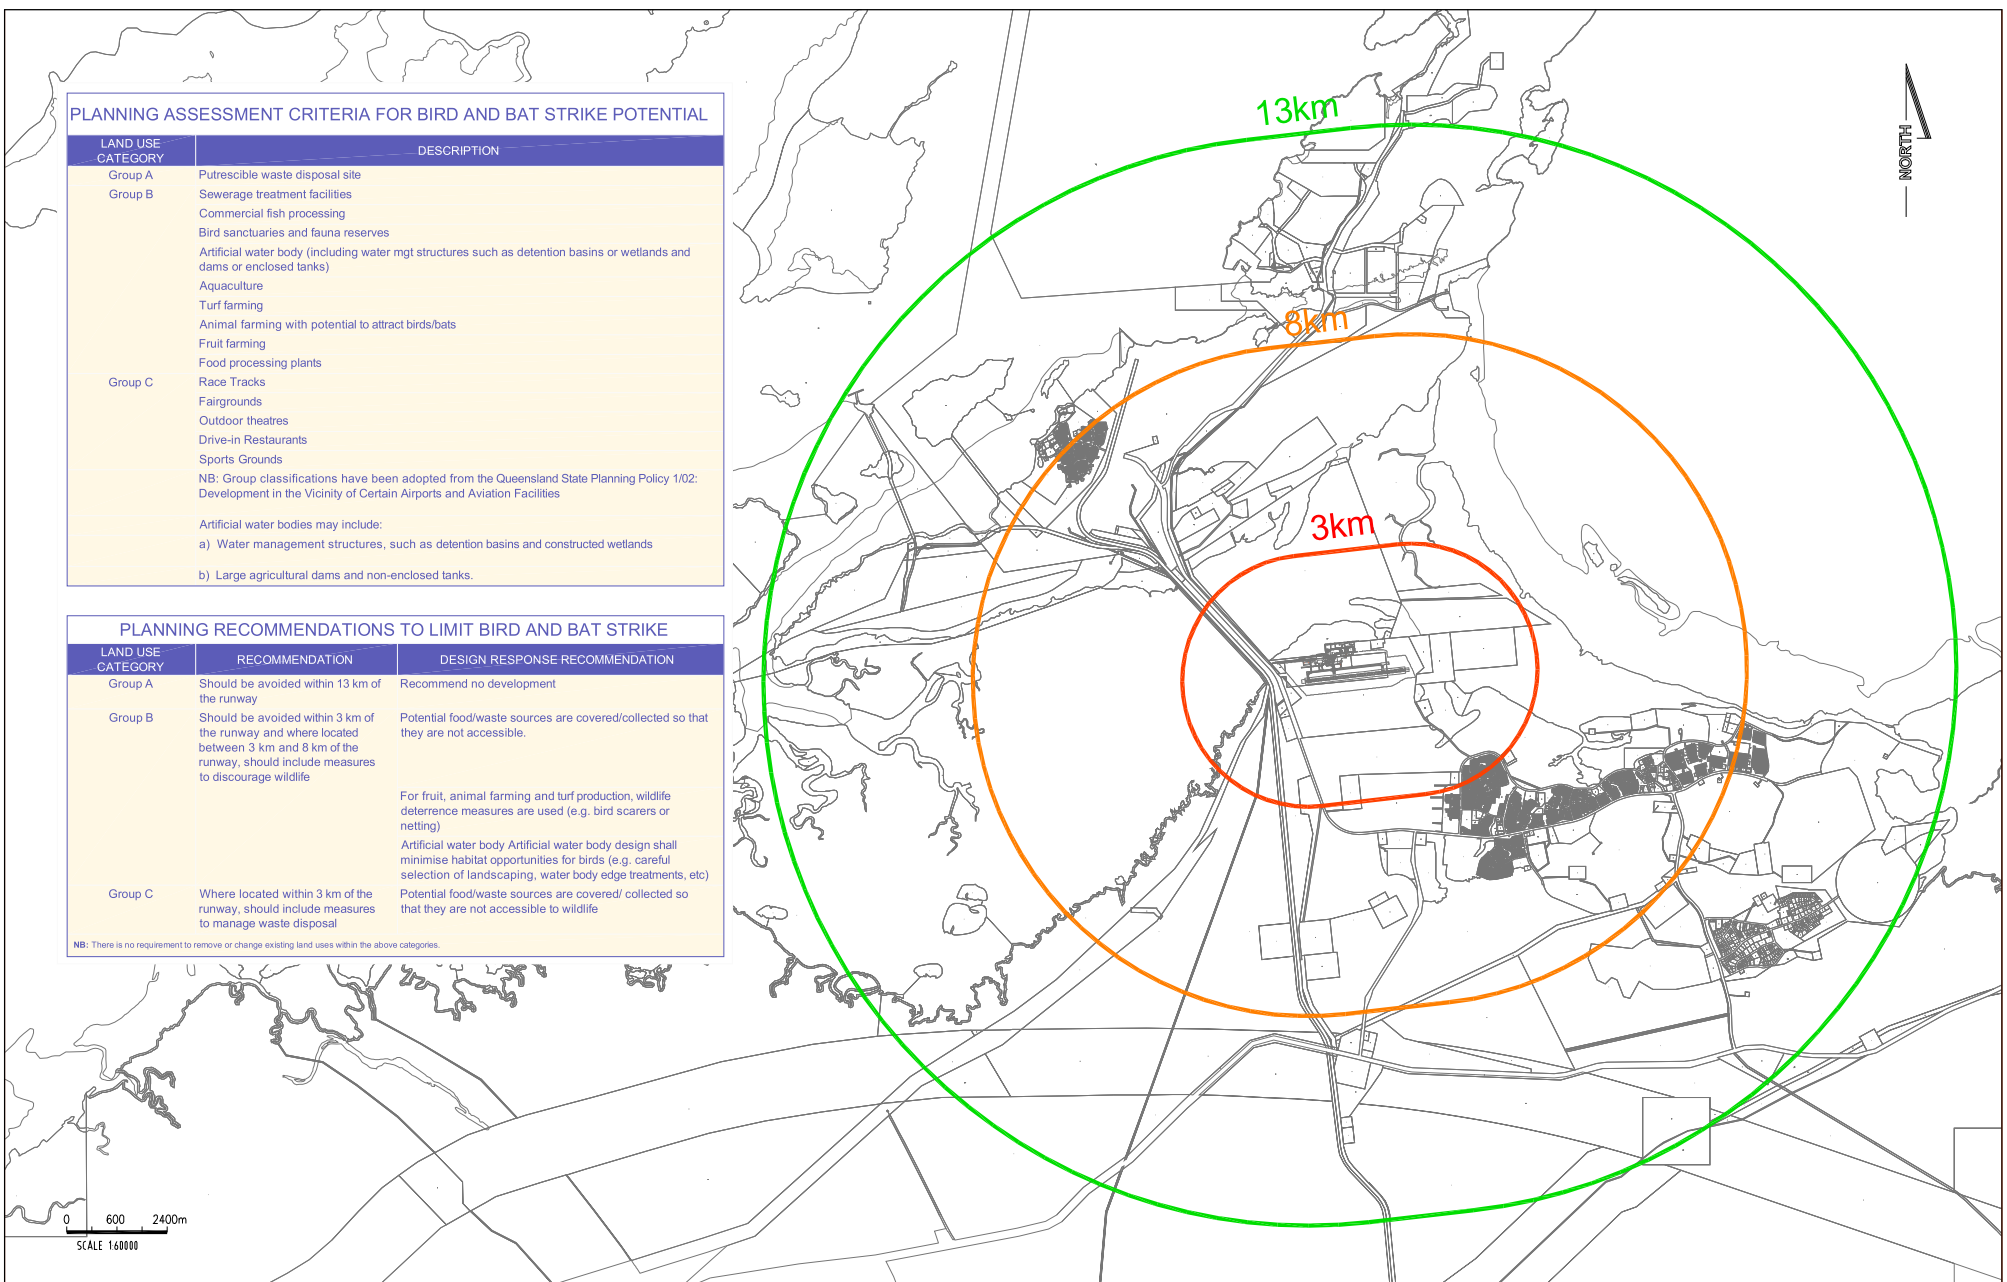 PLANNING ASSESSMENT CRITERIA FOR BIRD AND BAT STRIKE POTENTIAL
LAND USE
CATEGORY
DESCRIPTION
Group A
Putrescible waste disposal site
Group B
Sewerage treatment facilities
Commercial fish processing
Bird sanctuaries and fauna reserves
Artificial water body (including water mgt structures such as detention basins or wetlands and
dams or enclosed tanks)
Aquaculture
Turf farming
Animal farming with potential to attract birds/bats
Fruit farming
Food processing plants
Group C
Race Tracks
Fairgrounds
Outdoor theatres
Drive-in Restaurants
Sports Grounds
NB: Group classifications have been adopted from the Queensland State Planning Policy 1/02:
Development in the Vicinity of Certain Airports and Aviation Facilities
Artificial water bodies may include:
a) Water management structures, such as detention basins and constructed wetlands
b) Large agricultural dams and non-enclosed tanks.
PLANNING RECOMMENDATIONS TO LIMIT BIRD AND BAT STRIKE
LAND USE
CATEGORY
RECOMMENDATION
DESIGN RESPONSE RECOMMENDATION
Group A
Should be avoided within 13 km of
the runway
Recommend no development
Group B
Should be avoided within 3 km of
the runway and where located
between 3 km and 8 km of the
runway, should include measures
to discourage wildlife
Potential food/waste sources are covered/collected so that
they are not accessible.
For fruit, animal farming and turf production, wildlife
deterrence measures are used (e.g. bird scarers or
netting)
Artificial water body Artificial water body design shall
minimise habitat opportunities for birds (e.g. careful
selection of landscaping, water body edge treatments, etc)
Group C
Where located within 3 km of the
runway, should include measures
to manage waste disposal
Potential food/waste sources are covered/ collected so
that they are not accessible to wildlife
NB: There is no requirement to remove or change existing land uses within the above categories.
13km
8km
3km
NORTH
0 600 2400m
SCALE 1:60000